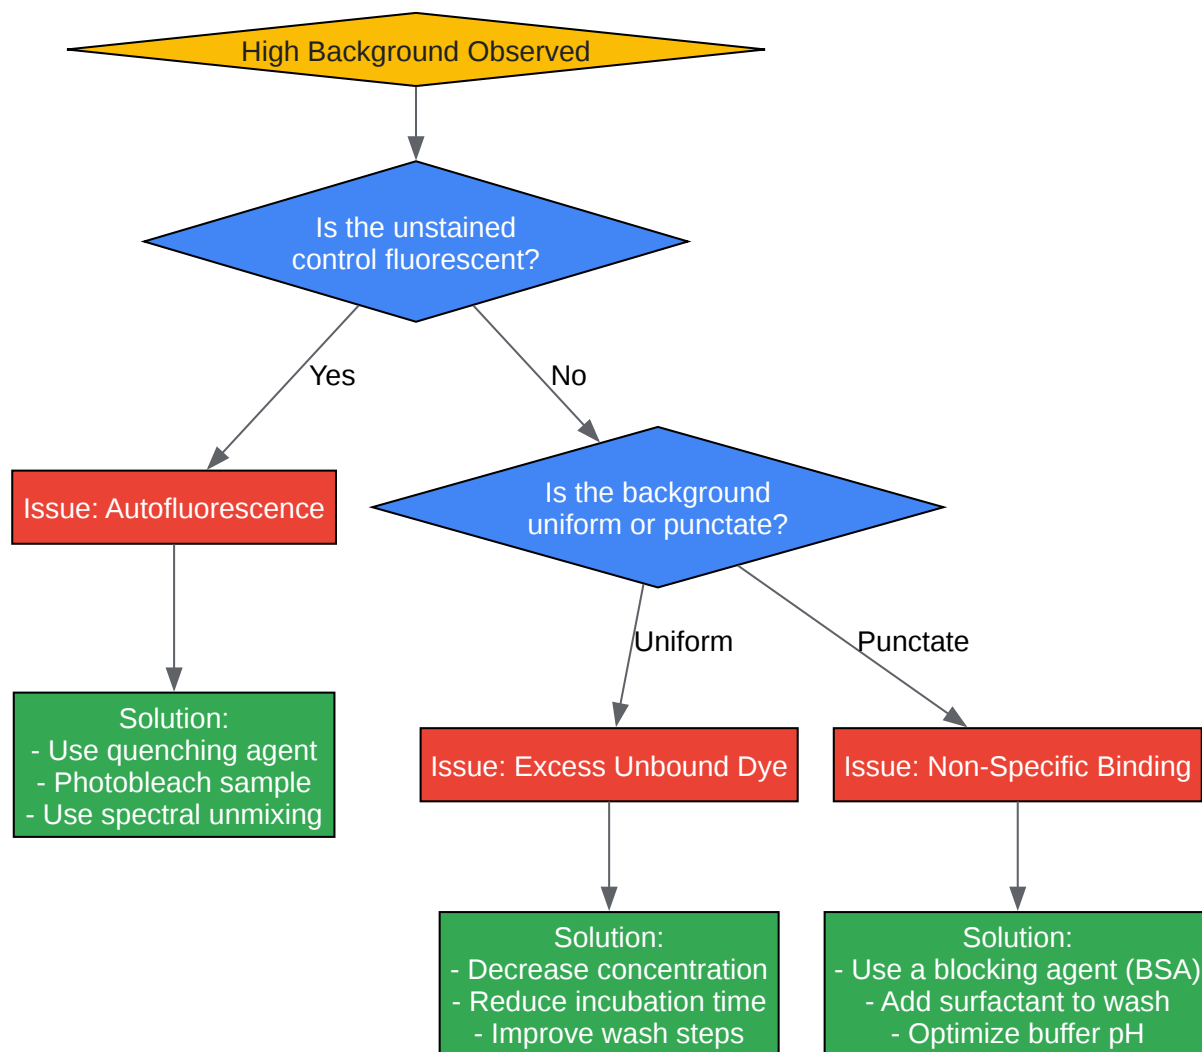 High Background Observed
Is the unstained
control fluorescent?
Yes
No
Issue: Autofluorescence
Is the background
uniform or punctate?
Uniform
Punctate
Solution:
- Use quenching agent
- Photobleach sample
- Use spectral unmixing
Issue: Excess Unbound Dye
Issue: Non-Specific Binding
Solution:
- Decrease concentration
- Reduce incubation time
- Improve wash steps
Solution:
- Use a blocking agent (BSA)
- Add surfactant to wash
- Optimize buffer pH